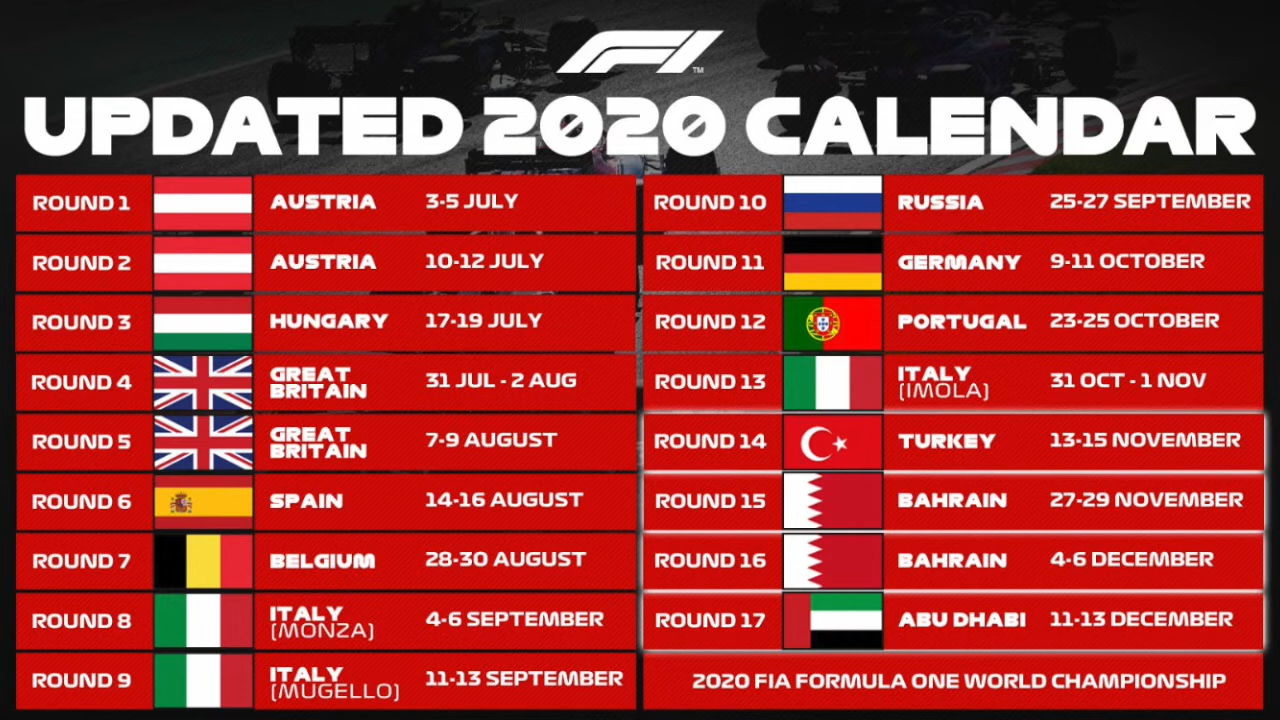 F1
TM
UPDATED 2020 CALENDAR
ROUND 1 AUSTRIA 3-5 JULY
ROUND 2 AUSTRIA 10-12 JULY
ROUND 3 HUNGARY 17-19 JULY
ROUND 4 GREAT BRITAIN 31 JUL - 2 AUG
ROUND 5 GREAT BRITAIN 7-9 AUGUST
ROUND 6 SPAIN 14-16 AUGUST
ROUND 7 BELGIUM 28-30 AUGUST
ROUND 8 ITALY (MONZA) 4-6 SEPTEMBER
ROUND 9 ITALY (MUGELLO) 11-13 SEPTEMBER
ROUND 10 RUSSIA 25-27 SEPTEMBER
ROUND 11 GERMANY 9-11 OCTOBER
ROUND 12 PORTUGAL 23-25 OCTOBER
ROUND 13 ITALY (IMOLA) 31 OCT - 1 NOV
ROUND 14 TURKEY 13-15 NOVEMBER
ROUND 15 BAHRAIN 27-29 NOVEMBER
ROUND 16 BAHRAIN 4-6 DECEMBER
ROUND 17 ABU DHABI 11-13 DECEMBER
2020 FIA FORMULA ONE WORLD CHAMPIONSHIP